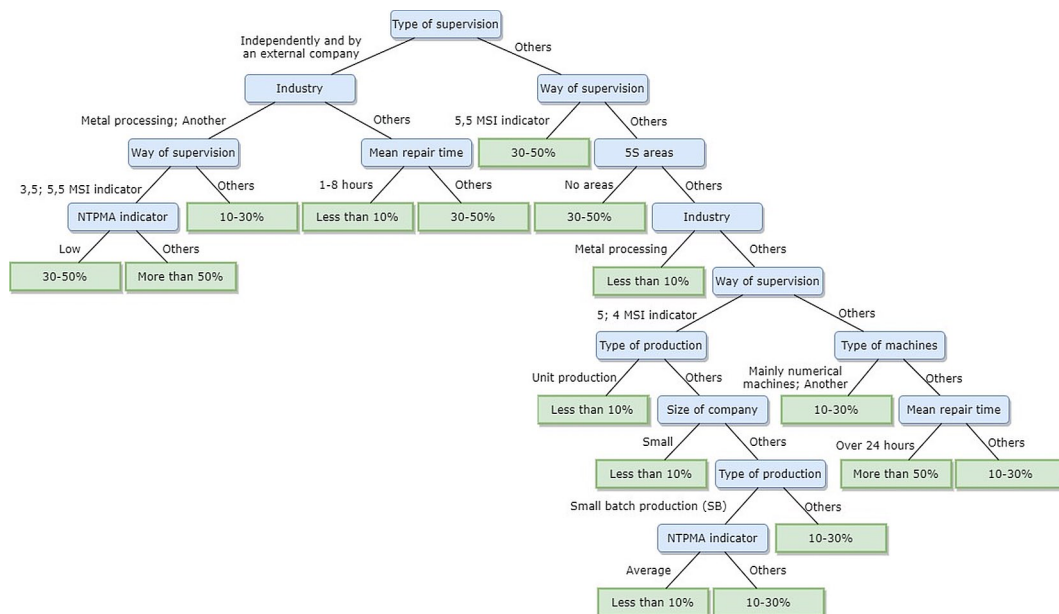 Type of supervision
Independently and by
an external company
Others
Industry
Way of supervision
Metal processing; Another
Others
5,5 MSI indicator
Others
Way of supervision
Mean repair time
30-50%
5S areas
3,5; 5,5 MSI indicator
Others
1-8 hours
Others
No areas
Others
NTPMA indicator
10-30%
Less than 10%
30-50%
30-50%
Industry
Low
Others
Metal processing
Others
30-50%
More than 50%
Less than 10%
Way of supervision
5; 4 MSI indicator
Others
Type of production
Type of machines
Unit production
Others
Mainly numerical
machines; Another
Others
Less than 10%
Size of company
10-30%
Mean repair time
Small
Others
Over 24 hours
Others
Less than 10%
Type of production
More than 50%
10-30%
Small batch production (SB)
Others
NTPMA indicator
10-30%
Average
Others
Less than 10%
10-30%